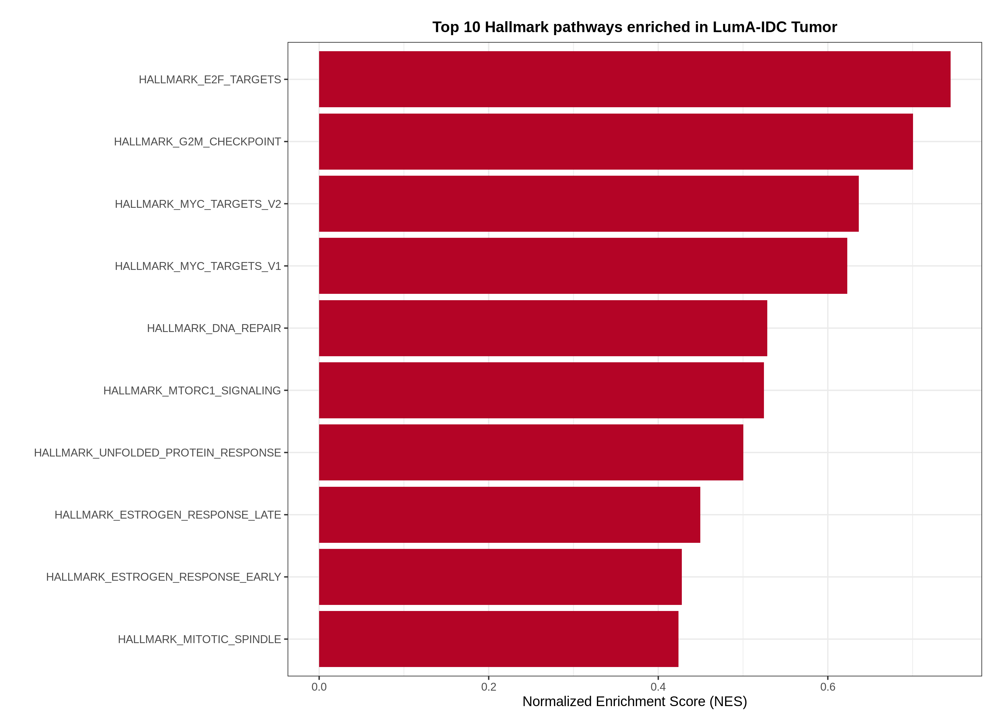 Top 10 Hallmark pathways enriched in LumA-IDC Tumor
HALLMARK_E2F_TARGETS
HALLMARK_G2M_CHECKPOINT
HALLMARK_MYC_TARGETS_V2
HALLMARK_MYC_TARGETS_V1
HALLMARK_DNA_REPAIR
HALLMARK_MTORC1_SIGNALING
HALLMARK_UNFOLDED_PROTEIN_RESPONSE
HALLMARK_ESTROGEN_RESPONSE_LATE
HALLMARK_ESTROGEN_RESPONSE_EARLY
HALLMARK_MITOTIC_SPINDLE
0.0 0.2 0.4 0.6
Normalized Enrichment Score (NES)